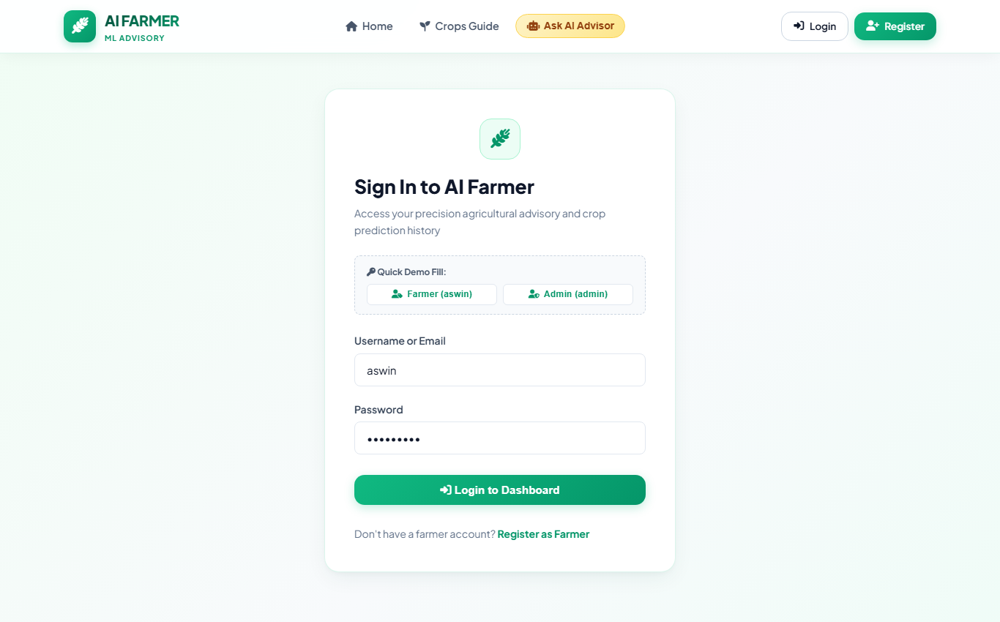 AI FARMER
ML ADVISORY
Home
Crops Guide
Ask AI Advisor
Login
Register
Sign In to AI Farmer
Access your precision agricultural advisory and crop
prediction history
Quick Demo Fill:
Farmer (aswin)
Admin (admin)
Username or Email
aswin
Password
•••••••••
Login to Dashboard
Don't have a farmer account? Register as Farmer